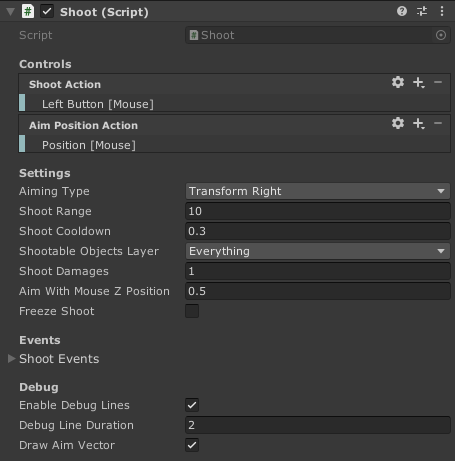 # Shoot (Script)
Script # Shoot
Controls
Shoot Action
Left Button [Mouse]
Aim Position Action
Position [Mouse]
Settings
Aiming Type Transform Right
Shoot Range 10
Shoot Cooldown 0.3
Shootable Objects Layer Everything
Shoot Damages 1
Aim With Mouse Z Position 0.5
Freeze Shoot
Events
Shoot Events
Debug
Enable Debug Lines
Debug Line Duration 2
Draw Aim Vector